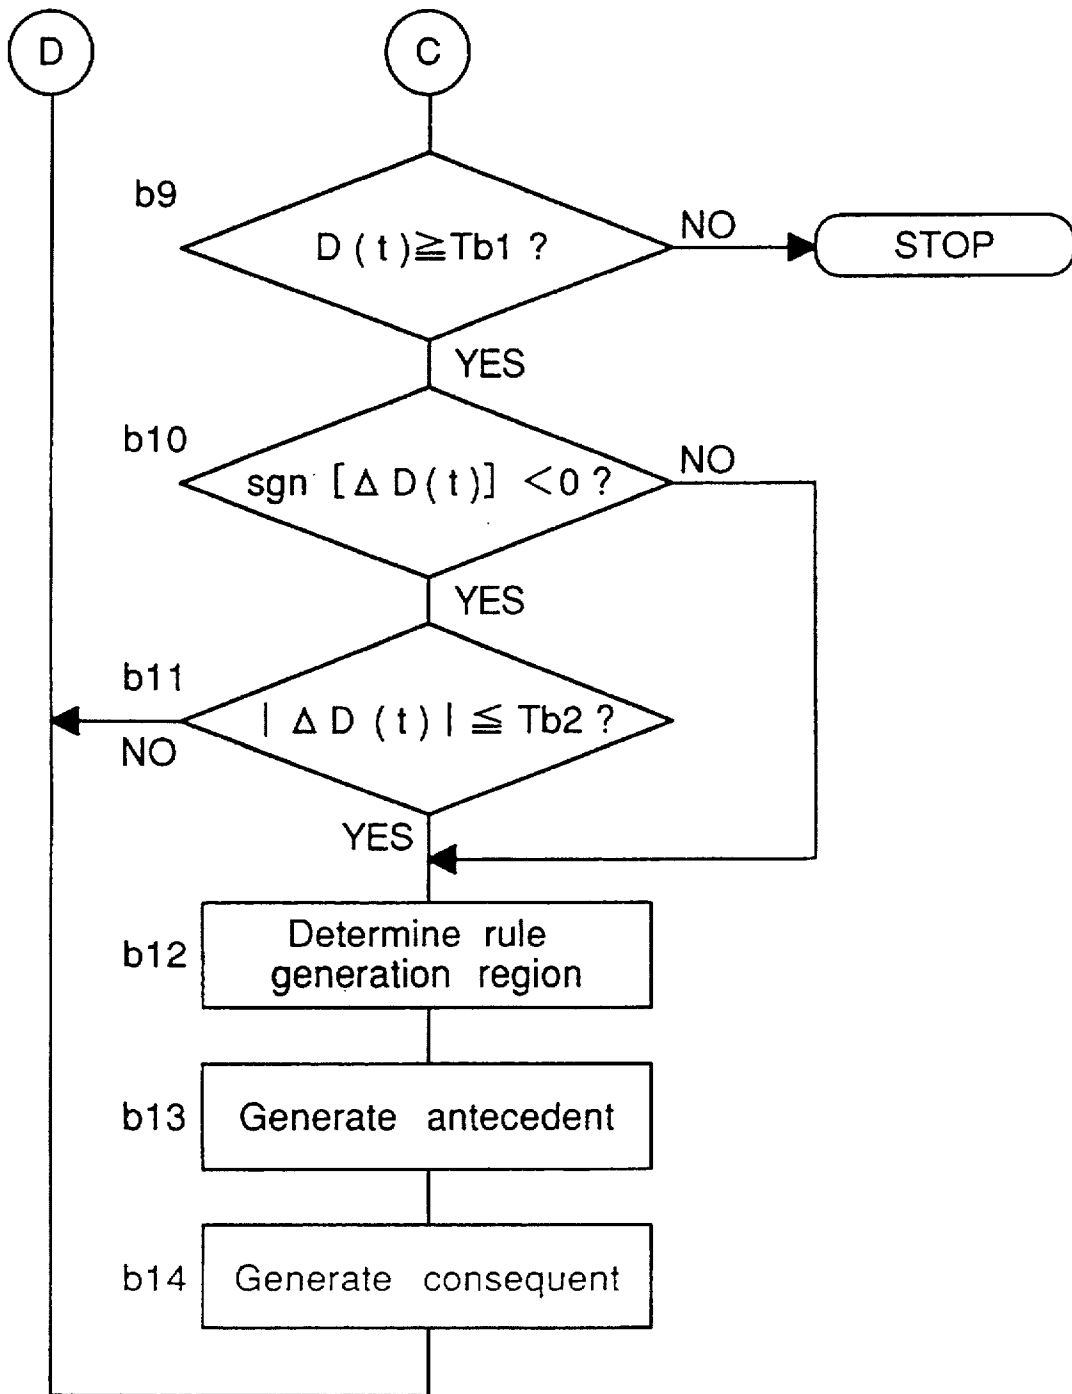 D
C
b9
D(t)≧Tb1 ?
NO
STOP
YES
b10
sgn [Δ D(t)] <0 ?
NO
YES
b11
| Δ D (t) | ≦ Tb2 ?
NO
YES
b12
Determine rule
generation region
b13
Generate antecedent
b14
Generate consequent